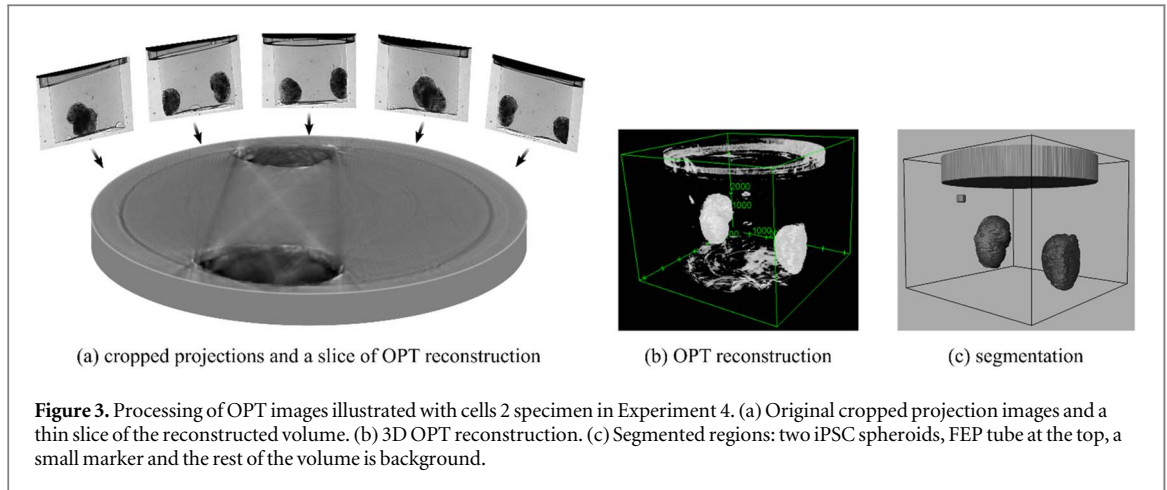 2000
1000
1000
(a) cropped projections and a slice of OPT reconstruction
(b) OPT reconstruction
(c) segmentation
Figure 3. Processing of OPT images illustrated with cells 2 specimen in Experiment 4. (a) Original cropped projection images and a
thin slice of the reconstructed volume. (b) 3D OPT reconstruction. (c) Segmented regions: two iPSC spheroids, FEP tube at the top, a
small marker and the rest of the volume is background.